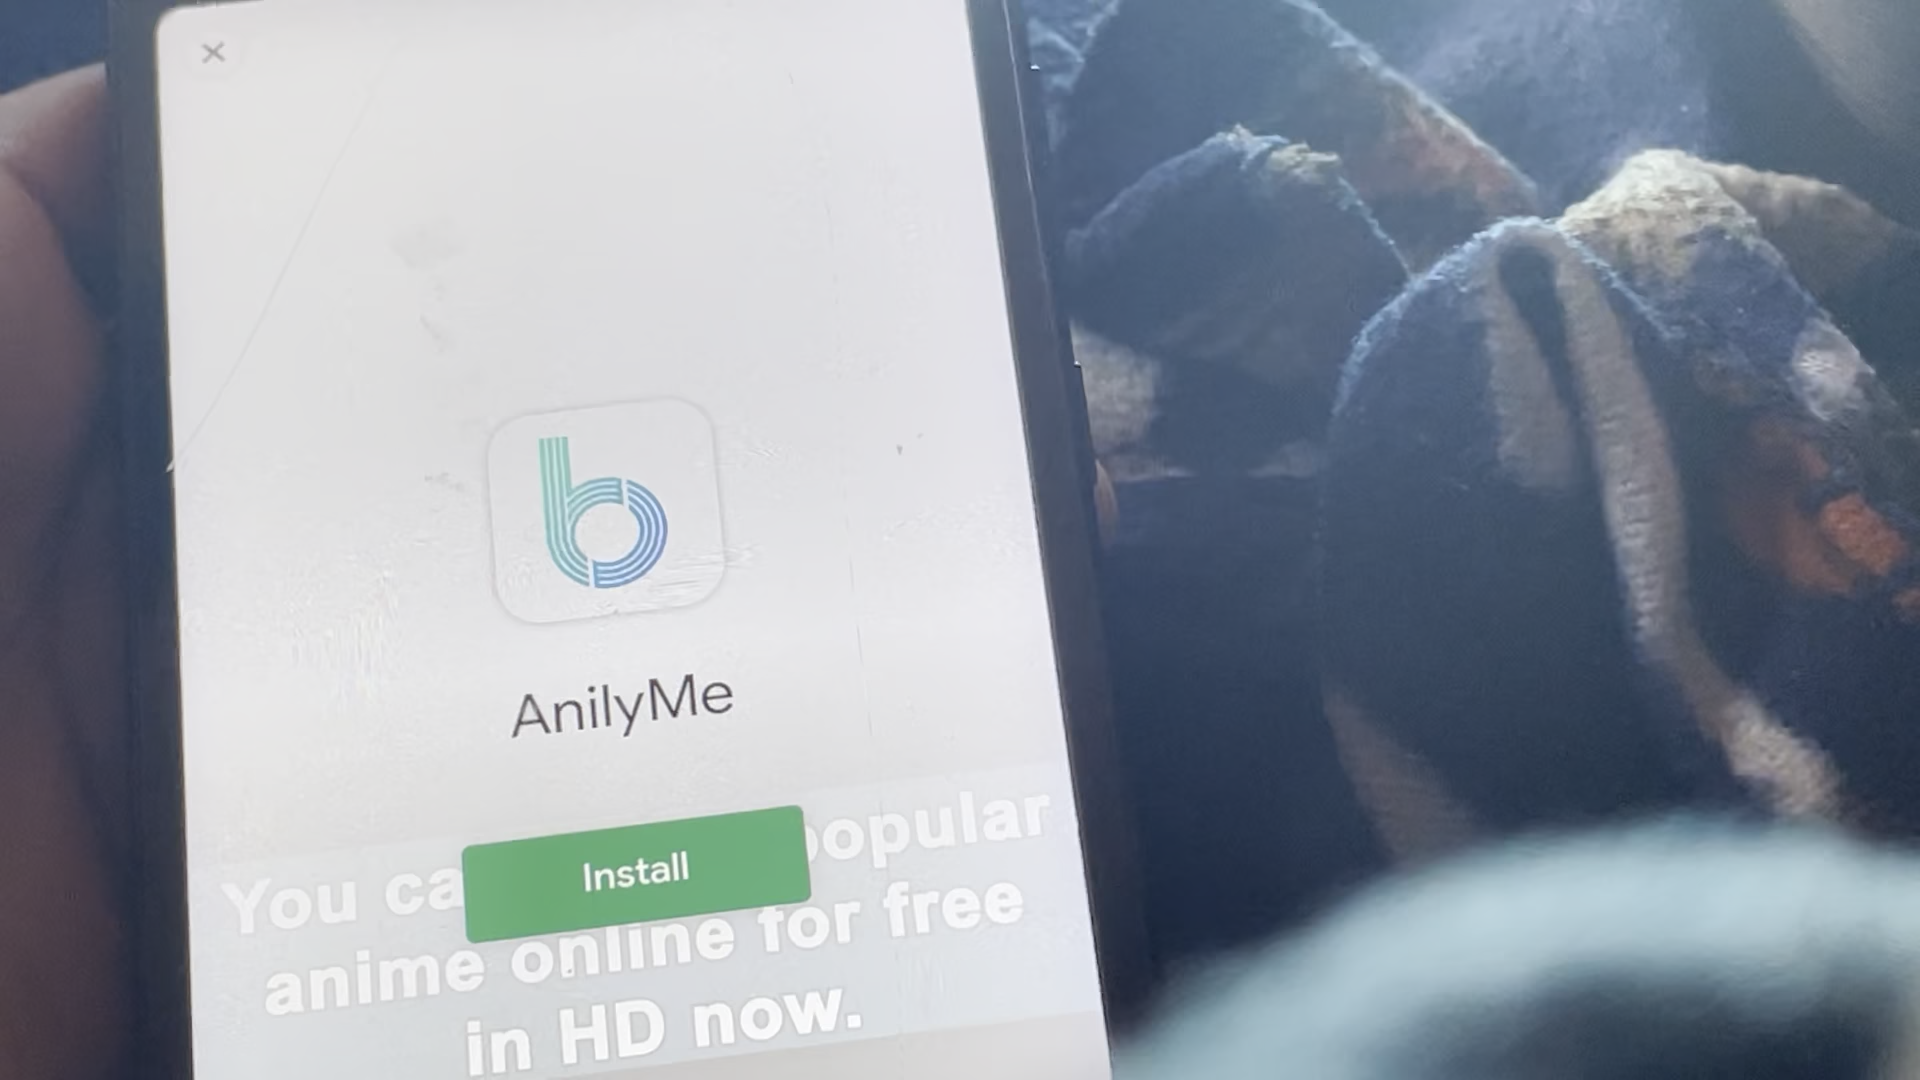 AnilyMe
Install
You ca popular
anime online for free
in HD now.